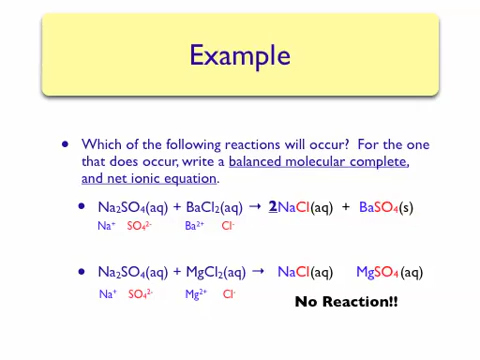 Example
• Which of the following reactions will occur? For the one
that does occur, write a balanced molecular complete,
and net ionic equation.
• Na₂SO₄(aq) + BaCl₂(aq) → 2NaCl(aq) + BaSO₄(s)
Na⁺ SO₄²⁻ Ba²⁺ Cl⁻
• Na₂SO₄(aq) + MgCl₂(aq) → NaCl(aq) MgSO₄(aq)
Na⁺ SO₄²⁻ Mg²⁺ Cl⁻
No Reaction!!